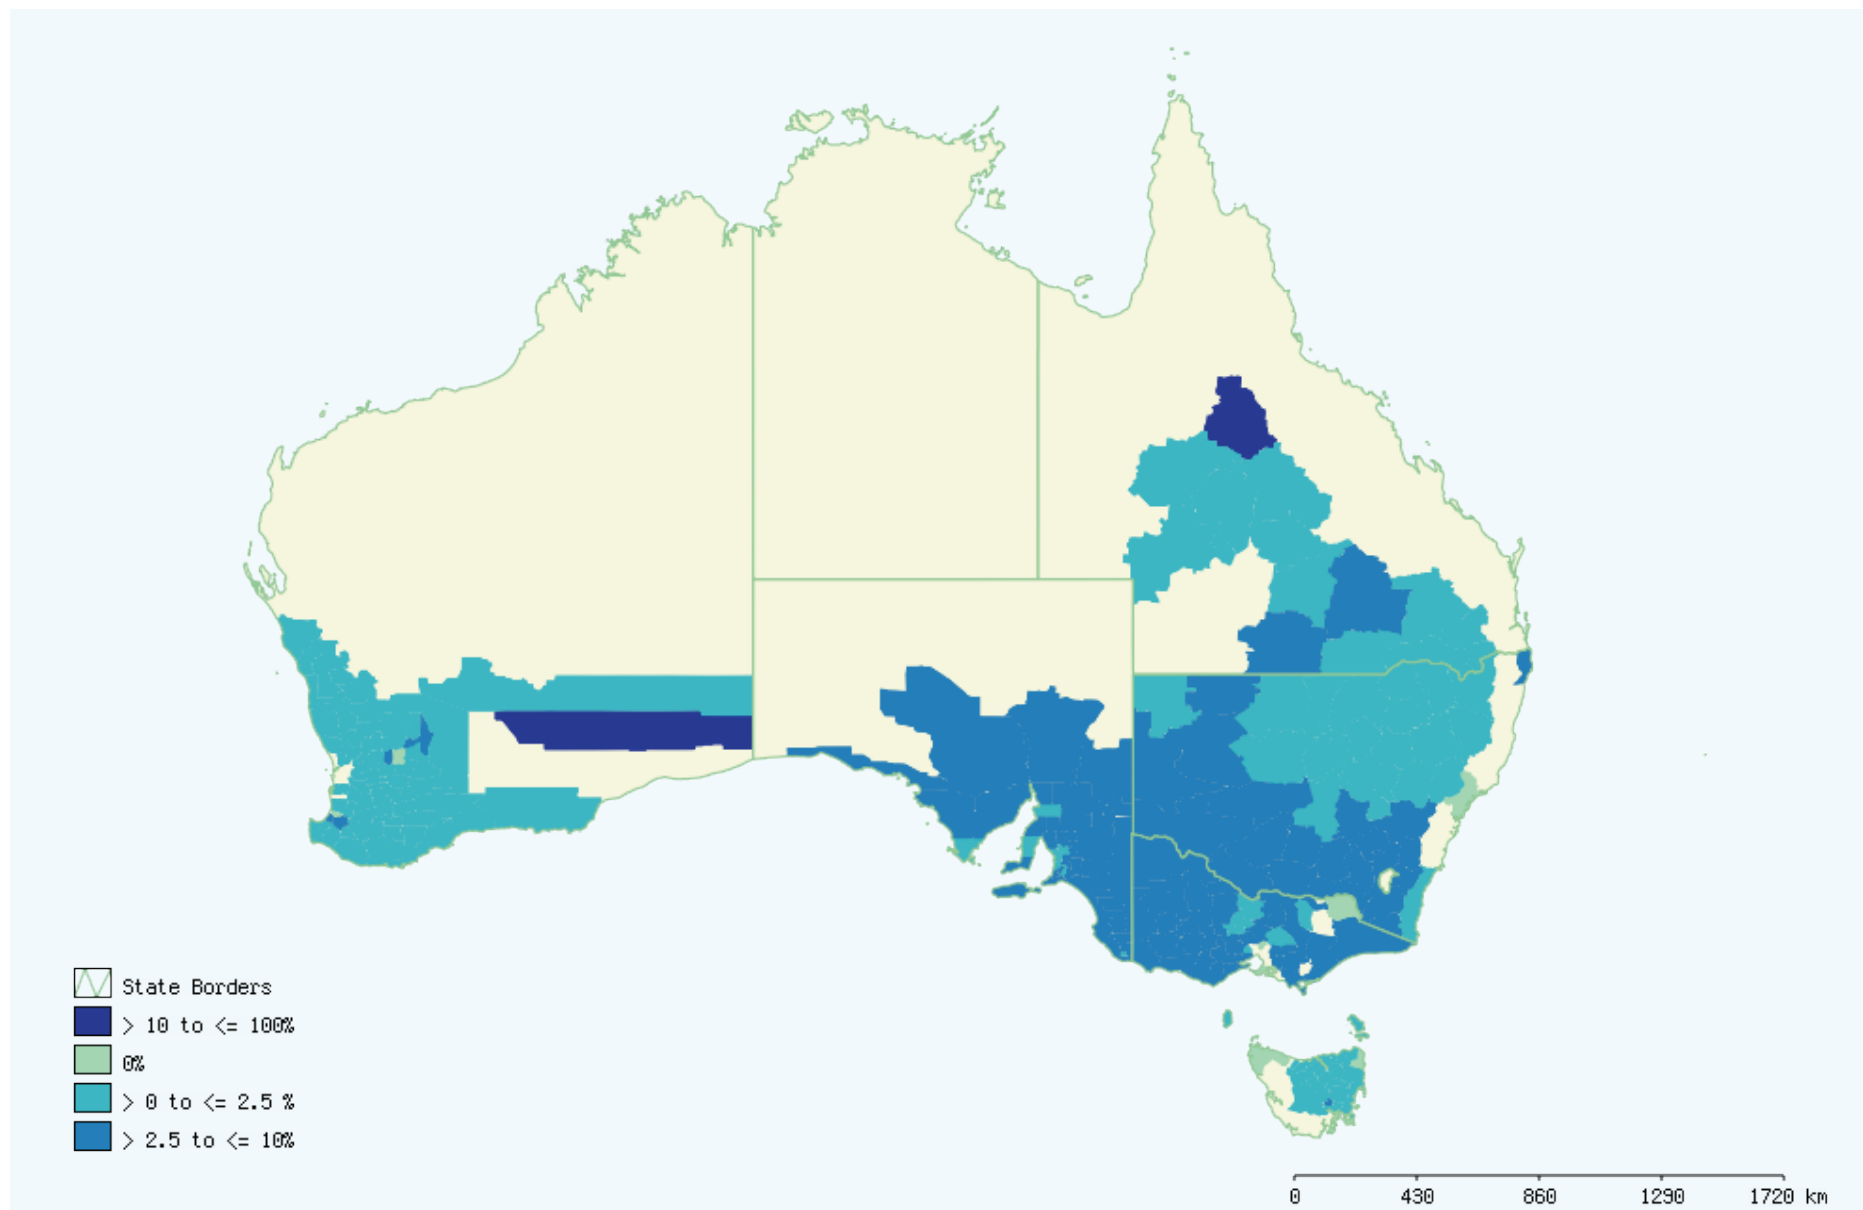 State Borders
> 10 to <= 100%
0%
> 0 to <= 2.5 %
> 2.5 to <= 10%
0 430 860 1290 1720 km